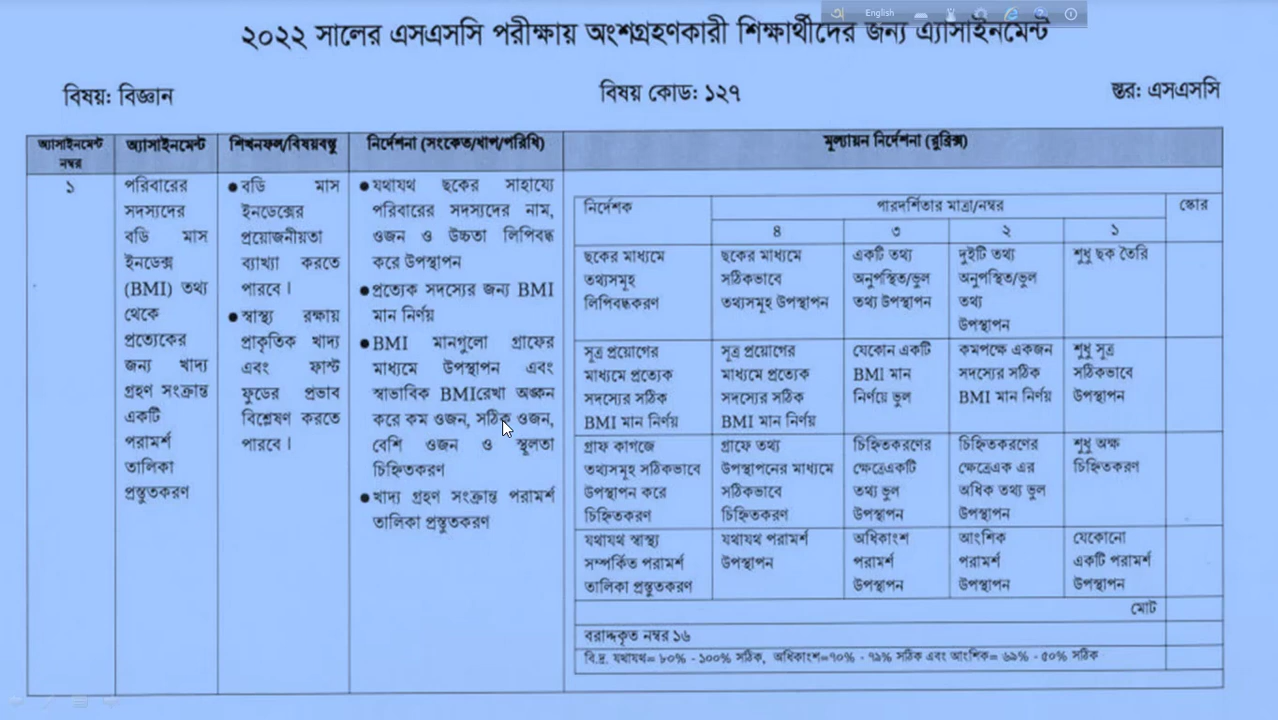 English
২০২২ সালের এসএসসি পরীক্ষায় অংশগ্রহণকারী শিক্ষার্থীদের জন্য এ্যাসাইনমেন্ট
বিষয়: বিজ্ঞান
বিষয় কোড: ১২৭
স্তর: এসএসসি
অ্যাসাইনমেন্ট
নম্বর
অ্যাসাইনমেন্ট
শিখনফল/বিষয়বস্তু
নির্দেশনা (সংকেত/ধাপ/পরিধি)
মূল্যায়ন নির্দেশনা (রুব্রিক্স)
১
পরিবারের
সদস্যদের
বডি মাস
ইনডেক্স
(BMI) তথ্য
থেকে
প্রত্যেকের
জন্য খাদ্য
গ্রহণ সংক্রান্ত
একটি
পরামর্শ
তালিকা
প্রস্তুতকরণ
● বডি মাস
ইনডেক্সের
প্রয়োজনীয়তা
ব্যাখ্যা করতে
পারবে।
● স্বাস্থ্য রক্ষায়
প্রাকৃতিক খাদ্য
এবং ফাস্ট
ফুডের প্রভাব
বিশ্লেষণ করতে
পারবে।
● যথাযথ ছকের সাহায্যে
পরিবারের সদস্যদের নাম,
ওজন ও উচ্চতা লিপিবদ্ধ
করে উপস্থাপন
● প্রত্যেক সদস্যের জন্য BMI
মান নির্ণয়
● BMI মানগুলো গ্রাফের
মাধ্যমে উপস্থাপন এবং
স্বাভাবিক BMIরেখা অঙ্কন
করে কম ওজন, সঠিক ওজন,
বেশি ওজন ও স্থূলতা
চিহ্নিতকরণ
● খাদ্য গ্রহণ সংক্রান্ত পরামর্শ
তালিকা প্রস্তুতকরণ
নির্দেশক
পারদর্শিতার মাত্রা/নম্বর
স্কোর
৪
৩
২
১
ছকের মাধ্যমে
তথ্যসমূহ
লিপিবদ্ধকরণ
ছকের মাধ্যমে
সঠিকভাবে
তথ্যসমূহ উপস্থাপন
একটি তথ্য
অনুপস্থিত/ভুল
তথ্য উপস্থাপন
দুইটি তথ্য
অনুপস্থিত/ভুল
তথ্য
উপস্থাপন
শুধু ছক তৈরি
সূত্র প্রয়োগের
মাধ্যমে প্রত্যেক
সদস্যের সঠিক
BMI মান নির্ণয়
সূত্র প্রয়োগের
মাধ্যমে প্রত্যেক
সদস্যের সঠিক
BMI মান নির্ণয়
যেকোন একটি
BMI মান
নির্ণয়ে ভুল
কমপক্ষে একজন
সদস্যের সঠিক
BMI মান নির্ণয়
শুধু সূত্র
সঠিকভাবে
উপস্থাপন
গ্রাফ কাগজে
তথ্যসমূহ সঠিকভাবে
উপস্থাপন করে
চিহ্নিতকরণ
গ্রাফে তথ্য
উপস্থাপনের মাধ্যমে
সঠিকভাবে
চিহ্নিতকরণ
চিহ্নিতকরণের
ক্ষেত্রেএকটি
তথ্য ভুল
উপস্থাপন
চিহ্নিতকরণের
ক্ষেত্রেএক এর
অধিক তথ্য ভুল
উপস্থাপন
শুধু অক্ষ
চিহ্নিতকরণ
যথাযথ স্বাস্থ্য
সম্পর্কিত পরামর্শ
তালিকা প্রস্তুতকরণ
যথাযথ পরামর্শ
উপস্থাপন
অধিকাংশ
পরামর্শ
উপস্থাপন
আংশিক
পরামর্শ
উপস্থাপন
যেকোনো
একটি পরামর্শ
উপস্থাপন
মোট
বরাদ্দকৃত নম্বর ১৬
বি.দ্র. যথাযথ= ৮০% - ১০০% সঠিক, অধিকাংশ=৭০% - ৭৯% সঠিক এবং আংশিক= ৬৯% - ৫০% সঠিক